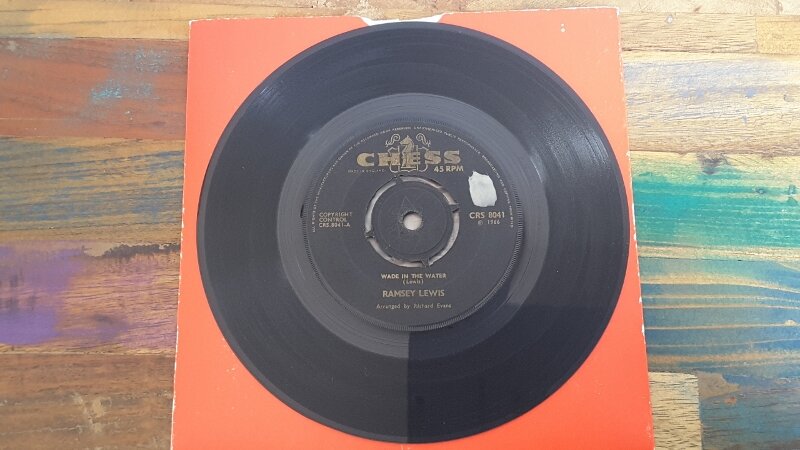 CHESS
MADE IN ENGLAND
45 RPM
COPYRIGHT
CONTROL
CRS.8041-A
CRS 8041
℗ 1966
WADE IN THE WATER
(Lewis)
RAMSEY LEWIS
Arranged by Richard Evans